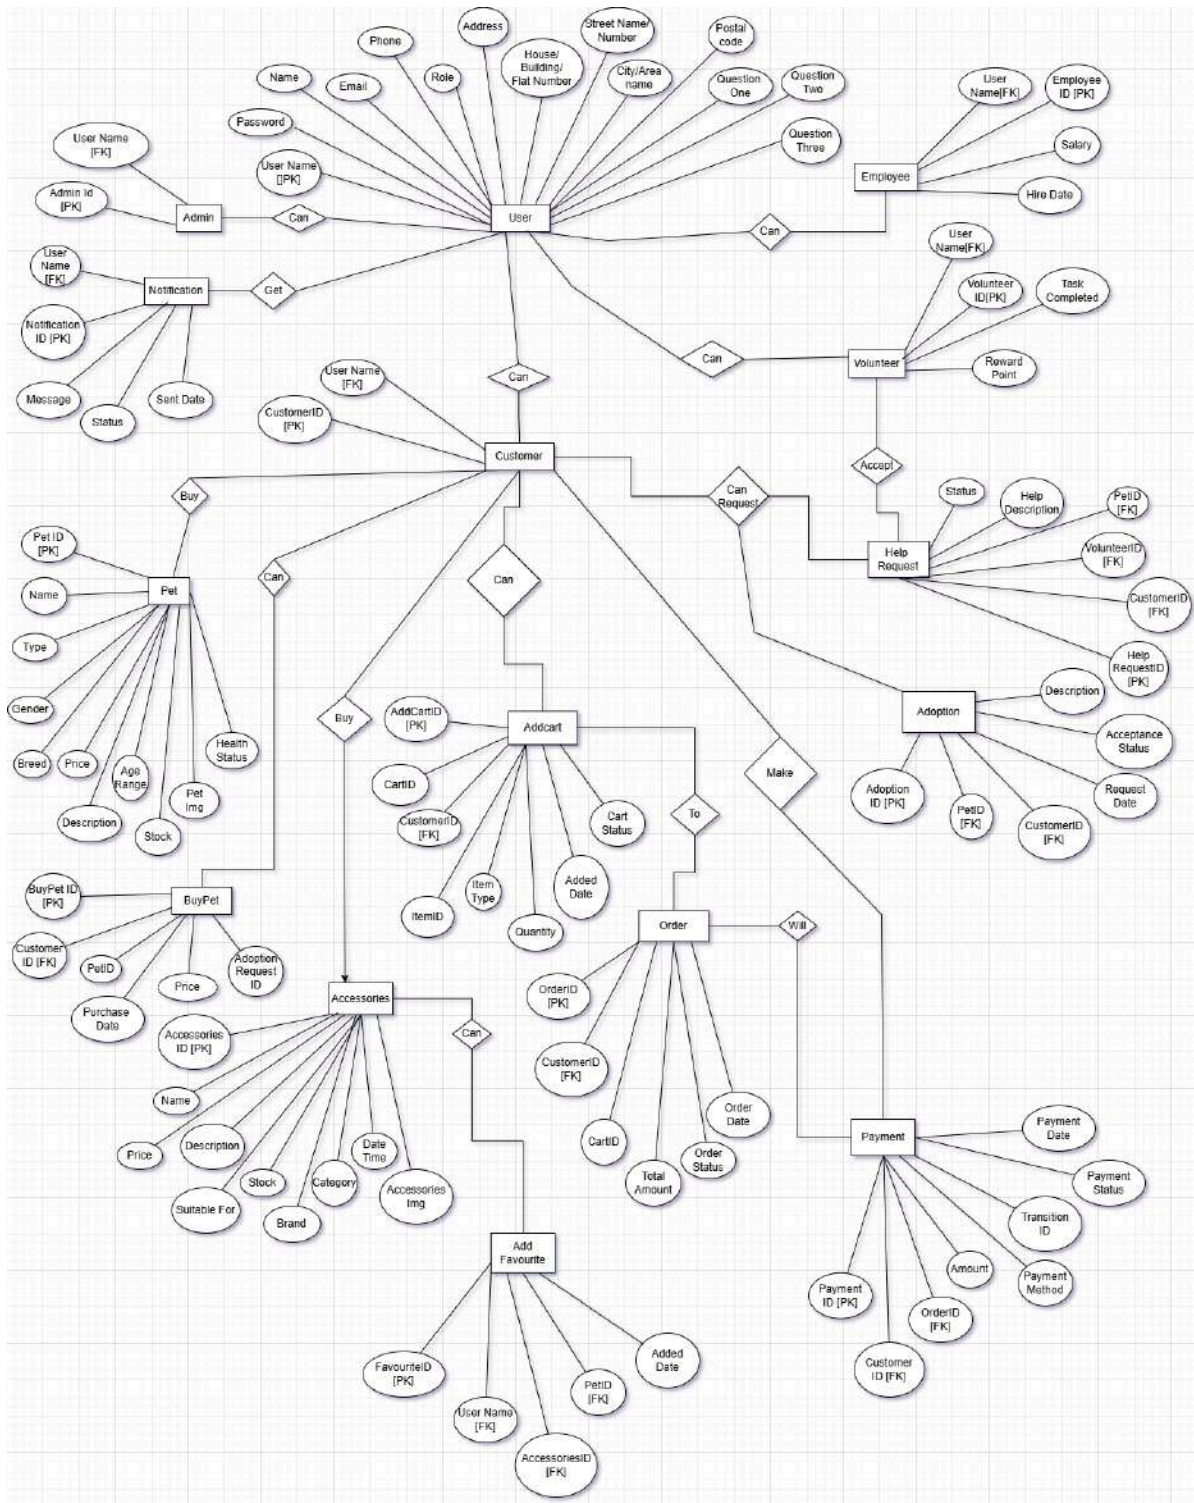 Address
Street Name/
Number
Postal
code
Phone
House/
Building/
Flat Number
Name
Email
Role
City/Area
name
Question
One
Question
Two
User
Name[FK]
Employee
ID [PK]
Password
Question
Three
User Name
[FK]
User Name
[]PK]
Salary
Employee
Admin Id
[PK]
Hire Date
Admin
Can
User
Can
User
Name
[FK]
User
Name[FK]
Notification
Get
Volunteer
ID[PK]
Task
Completed
Notification
ID [PK]
Message
Status
Sent Date
Can
Volunteer
Reward
Point
User Name
[FK]
Can
CustomerID
[PK]
Customer
Accept
Buy
Can
Request
Status
Help
Description
PetID
[FK]
Pet ID
[PK]
Help
Request
VolunteerID
[FK]
Name
Pet
Can
Can
CustomerID
[FK]
Type
Help
RequestID
[PK]
Gender
Buy
AddCartID
[PK]
Addcart
Adoption
Description
Breed
Price
Age
Range
Health
Status
Acceptance
Status
CartID
Make
Description
Stock
Pet
Img
CustomerID
[FK]
Cart
Status
To
Adoption
ID [PK]
PetID
[FK]
CustomerID
[FK]
Request
Date
BuyPet ID
[PK]
BuyPet
ItemID
Item
Type
Quantity
Added
Date
Order
Will
Customer
ID [FK]
PetID
Price
Adoption
Request
ID
Purchase
Date
Accessories
OrderID
[PK]
Accessories
ID [PK]
Can
CustomerID
[FK]
Name
Price
Description
Date
Time
CartID
Order
Date
Payment
Payment
Date
Suitable For
Stock
Category
Accessories
Img
Total
Amount
Order
Status
Payment
Status
Brand
Transition
ID
Add
Favourite
Payment
ID [PK]
Amount
Payment
Method
OrderID
[FK]
FavouriteID
[PK]
Added
Date
Customer
ID [FK]
User Name
[FK]
PetID
[FK]
AccessoriesID
[FK]